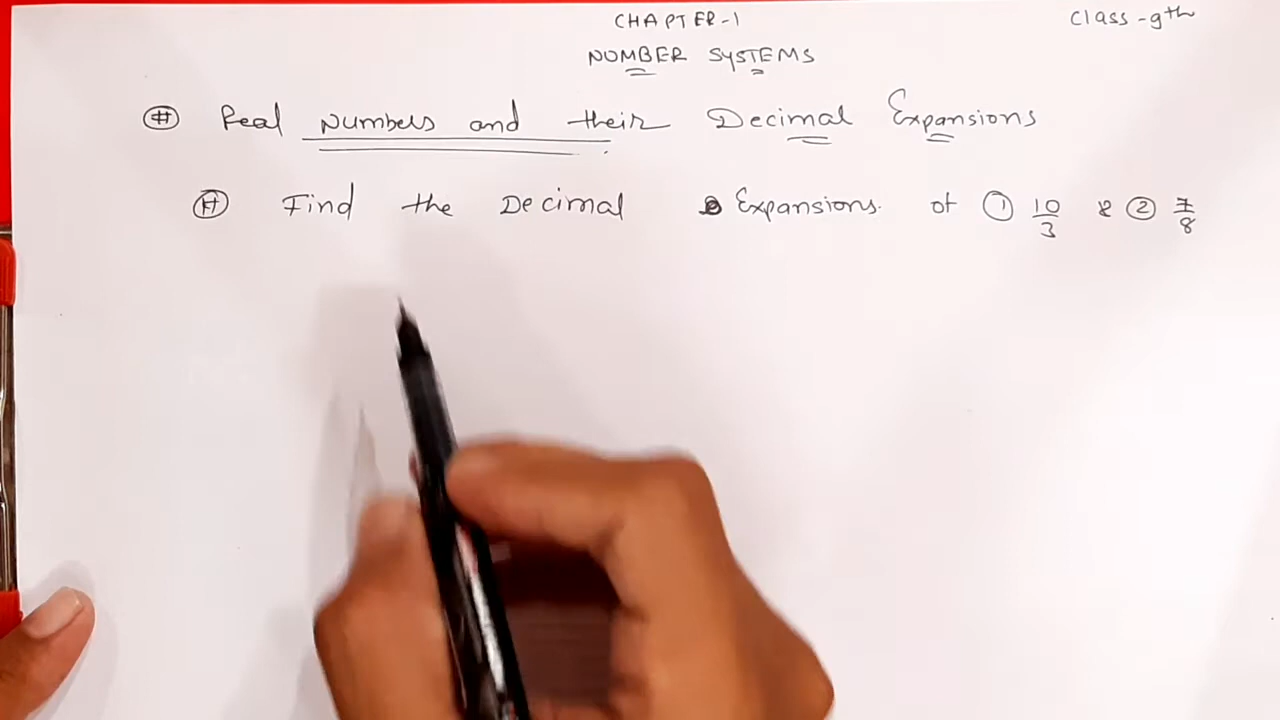 CHAPTER-1
Class-9th
NUMBER SYSTEMS
# Real Numbers and their Decimal Expansions
# Find the Decimal Expansions. of ① 10/3 & ② 7/8